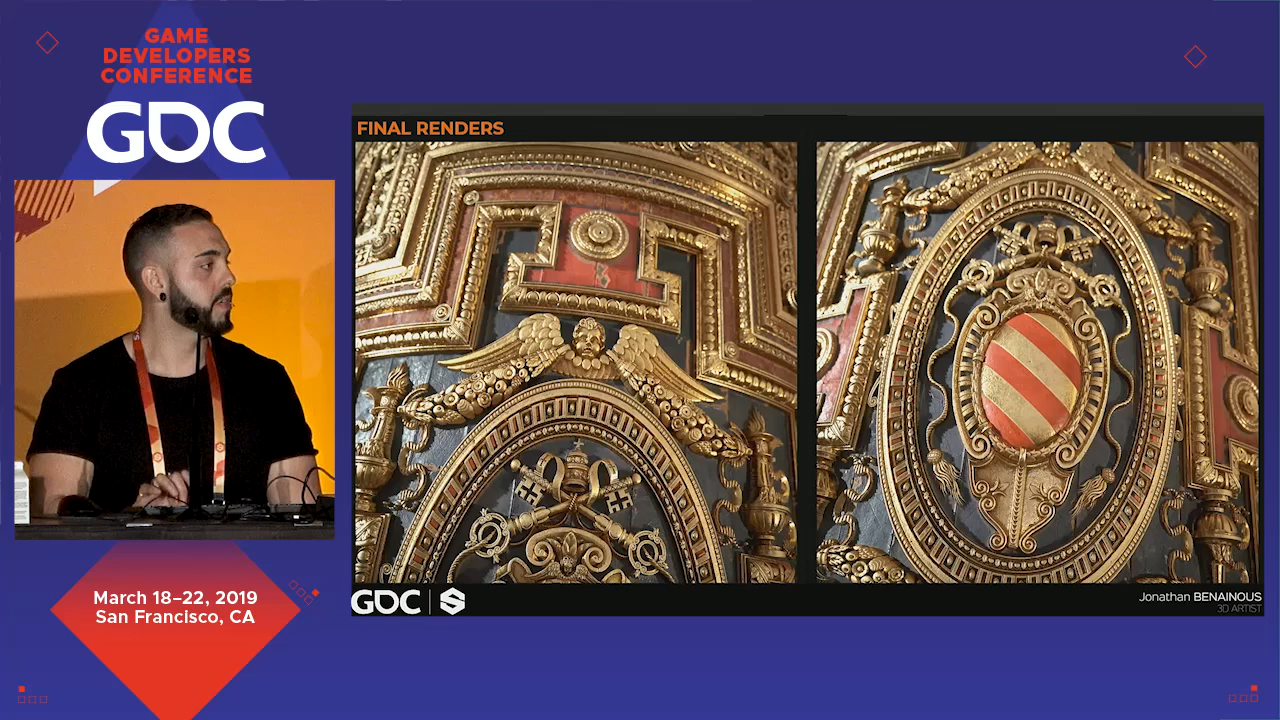 GAME
DEVELOPERS
CONFERENCE
GDC
FINAL RENDERS
GDC
Jonathan BENAINOUS
3D ARTIST
March 18–22, 2019
San Francisco, CA